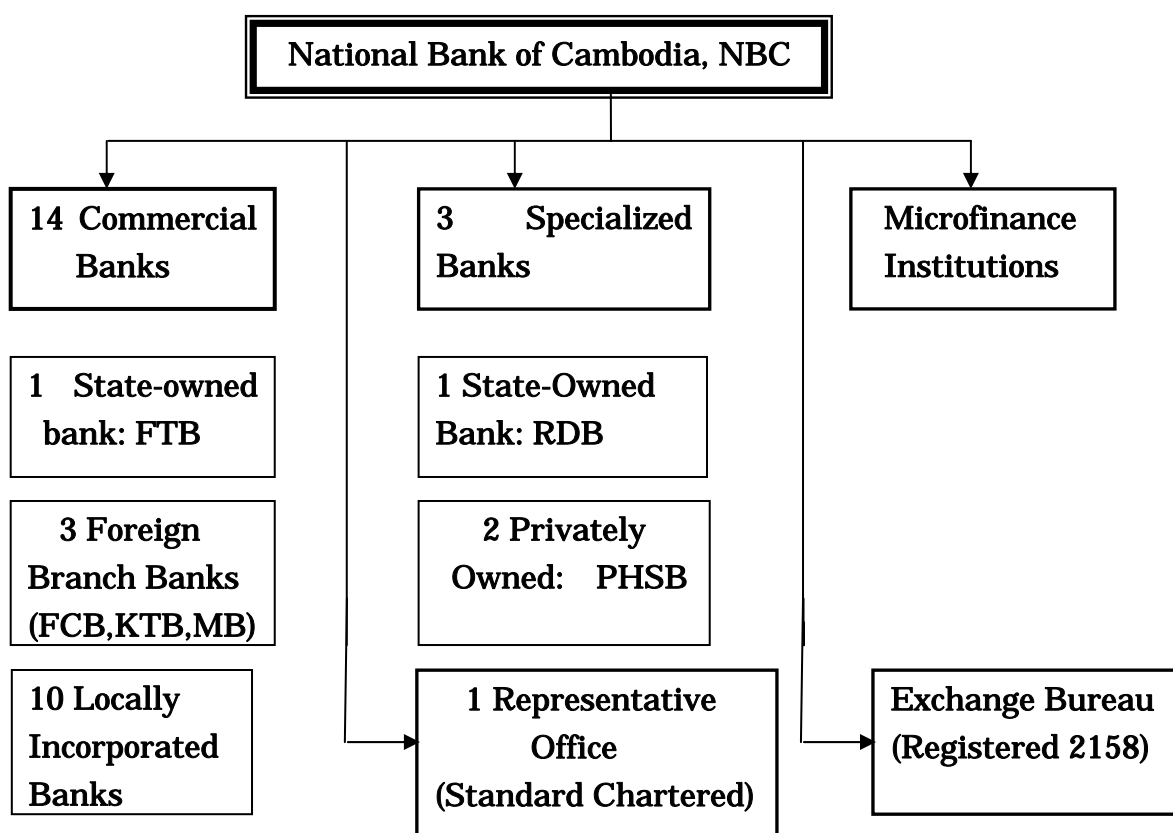 National Bank of Cambodia, NBC
14 Commercial
Banks
3 Specialized
Banks
Microfinance
Institutions
1 State-owned
bank: FTB
1 State-Owned
Bank: RDB
3 Foreign
Branch Banks
(FCB,KTB,MB)
2 Privately
Owned: PHSB
10 Locally
Incorporated
Banks
1 Representative
Office
(Standard Chartered)
Exchange Bureau
(Registered 2158)